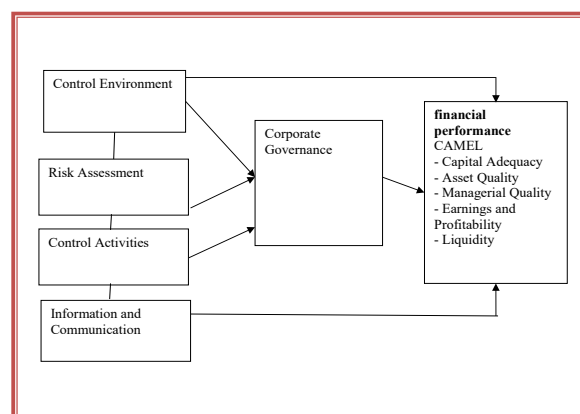 Control Environment
Risk Assessment
Control Activities
Information and
Communication
Corporate
Governance
financial
performance
CAMEL
- Capital Adequacy
- Asset Quality
- Managerial Quality
- Earnings and
Profitability
- Liquidity